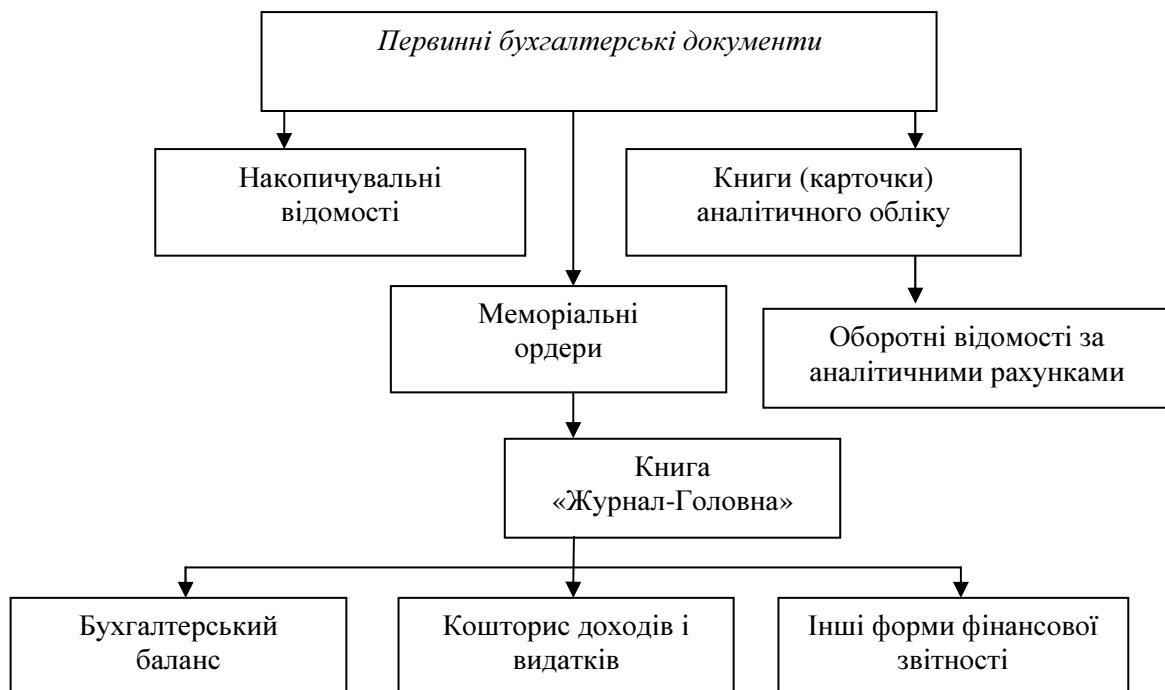 Первинні бухгалтерські документи
Накопичувальні
відомості
Книги (карточки)
аналітичного обліку
Меморіальні
ордери
Оборотні відомості за
аналітичними рахунками
Книга
«Журнал-Головна»
Бухгалтерський
баланс
Кошторис доходів і
видатків
Інші форми фінансової
звітності